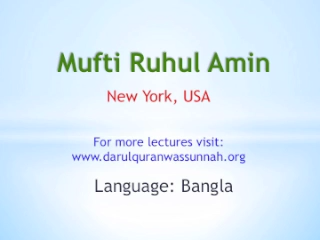 Mufti Ruhul Amin
New York, USA
For more lectures visit:
www.darulquranwassunnah.org
Language: Bangla